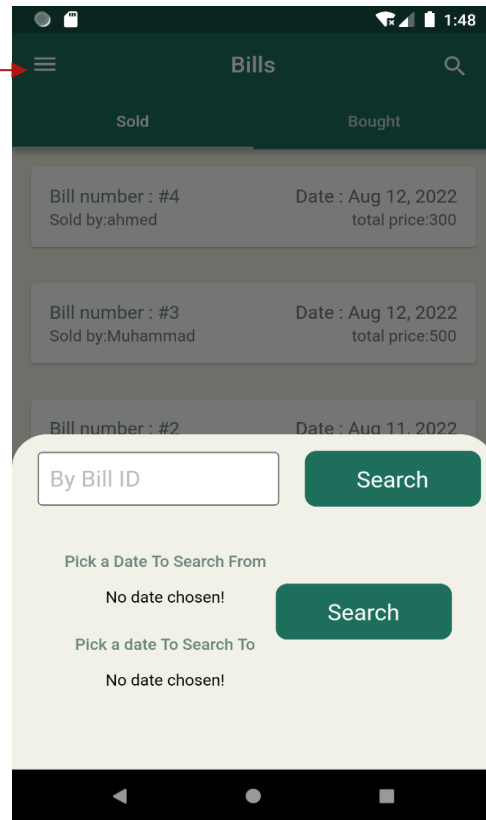 1:48
Bills
Sold Bought
Bill number : #4 Date : Aug 12, 2022
Sold by:ahmed total price:300
Bill number : #3 Date : Aug 12, 2022
Sold by:Muhammad total price:500
Bill number : #2 Date : Aug 11, 2022
By Bill ID Search
Pick a Date To Search From
No date chosen!
Search
Pick a date To Search To
No date chosen!